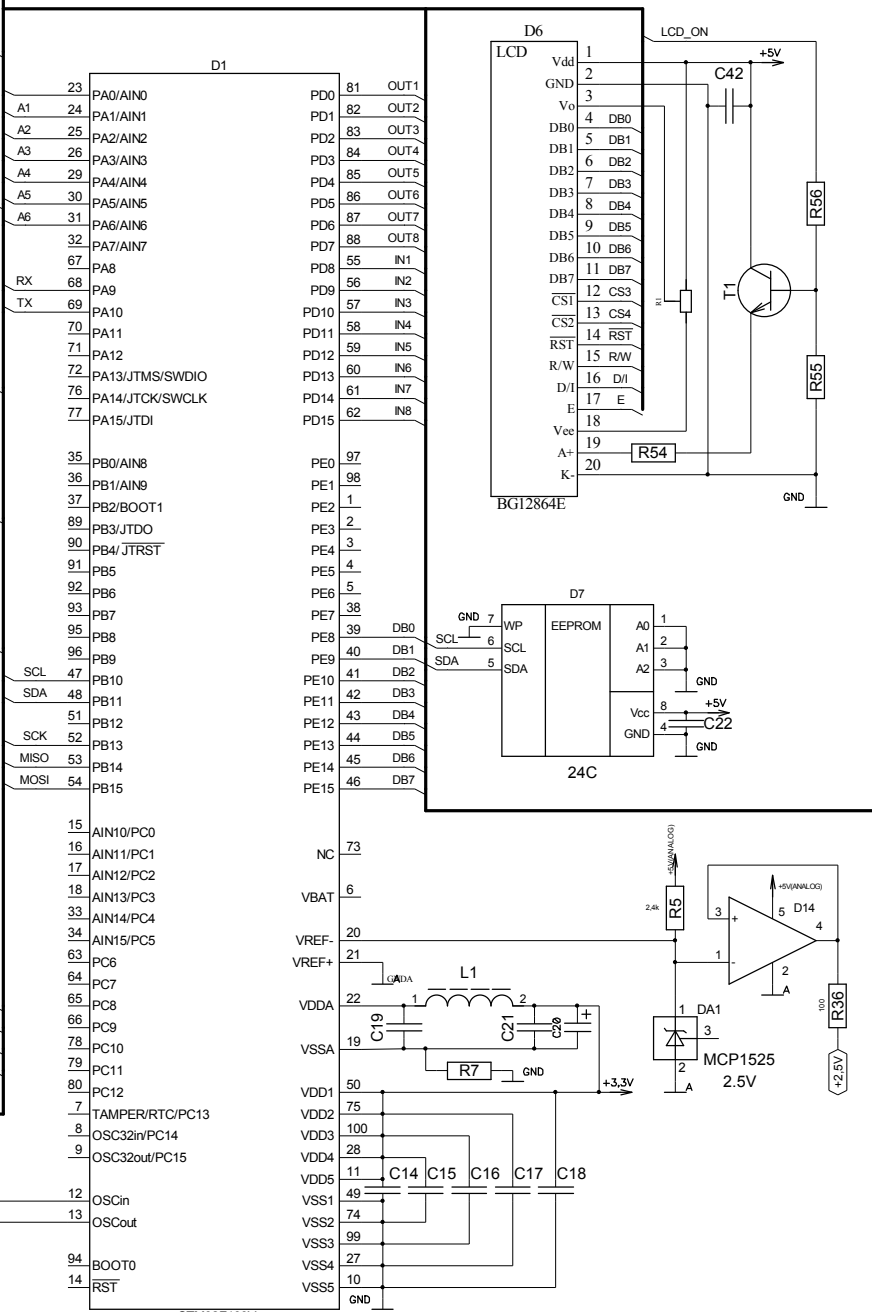 D1
A1
A2
A3
A4
A5
A6
RX
TX
SCL
SDA
SCK
MISO
MOSI
23 PA0/AIN0
24 PA1/AIN1
25 PA2/AIN2
26 PA3/AIN3
29 PA4/AIN4
30 PA5/AIN5
31 PA6/AIN6
32 PA7/AIN7
67 PA8
68 PA9
69 PA10
70 PA11
71 PA12
72 PA13/JTMS/SWDIO
76 PA14/JTCK/SWCLK
77 PA15/JTDI
35 PB0/AIN8
36 PB1/AIN9
37 PB2/BOOT1
89 PB3/JTDO
90 PB4/ JTRST
91 PB5
92 PB6
93 PB7
95 PB8
96 PB9
47 PB10
48 PB11
51 PB12
52 PB13
53 PB14
54 PB15
15 AIN10/PC0
16 AIN11/PC1
17 AIN12/PC2
18 AIN13/PC3
33 AIN14/PC4
34 AIN15/PC5
63 PC6
64 PC7
65 PC8
66 PC9
78 PC10
79 PC11
80 PC12
7 TAMPER/RTC/PC13
8 OSC32in/PC14
9 OSC32out/PC15
12 OSCin
13 OSCout
94 BOOT0
14 RST
PD0 81 OUT1
PD1 82 OUT2
PD2 83 OUT3
PD3 84 OUT4
PD4 85 OUT5
PD5 86 OUT6
PD6 87 OUT7
PD7 88 OUT8
PD8 55 IN1
PD9 56 IN2
PD10 57 IN3
PD11 58 IN4
PD12 59 IN5
PD13 60 IN6
PD14 61 IN7
PD15 62 IN8
PE0 97
PE1 98
PE2 1
PE3 2
PE4 3
PE5 4
PE6 5
PE7 38
PE8 39 DB0
PE9 40 DB1
PE10 41 DB2
PE11 42 DB3
PE12 43 DB4
PE13 44 DB5
PE14 45 DB6
PE15 46 DB7
NC 73
VBAT 6
VREF- 20
VREF+ 21
VDDA 22
VSSA 19
VDD1 50
VDD2 75
VDD3 100
VDD4 28
VDD5 11
VSS1 49
VSS2 74
VSS3 99
VSS4 27
VSS5 10
GND
A
L1
1 2
C19
C21
C20
+
R7
GND
+3,3V
C14 C15 C16 C17 C18
D6
LCD
Vdd 1
GND 2
Vo 3
DB0 4 DB0
DB1 5 DB1
DB2 6 DB2
DB3 7 DB3
DB4 8 DB4
DB5 9 DB5
DB6 10 DB6
DB7 11 DB7
CS1 12 CS3
CS2 13 CS4
RST 14 RST
R/W 15 R/W
D/I 16 D/I
E 17 E
Vee 18
A+ 19
K- 20
BG12864E
LCD_ON
+5V
C42
R1
T1
R56
R55
R54
GND
D7
GND 7 WP
SCL 6 SCL
SDA 5 SDA
EEPROM
A0 1
A1 2
A2 3
GND
Vcc 8 +5V
GND 4 C22
GND
24C
+5V(ANALOG)
2,4k
R5
3 +
1 -
+5V(ANALOG)
5 D14
4
2
A
1 DA1
3
2
MCP1525
2.5V
A
100
R36
+2,5V